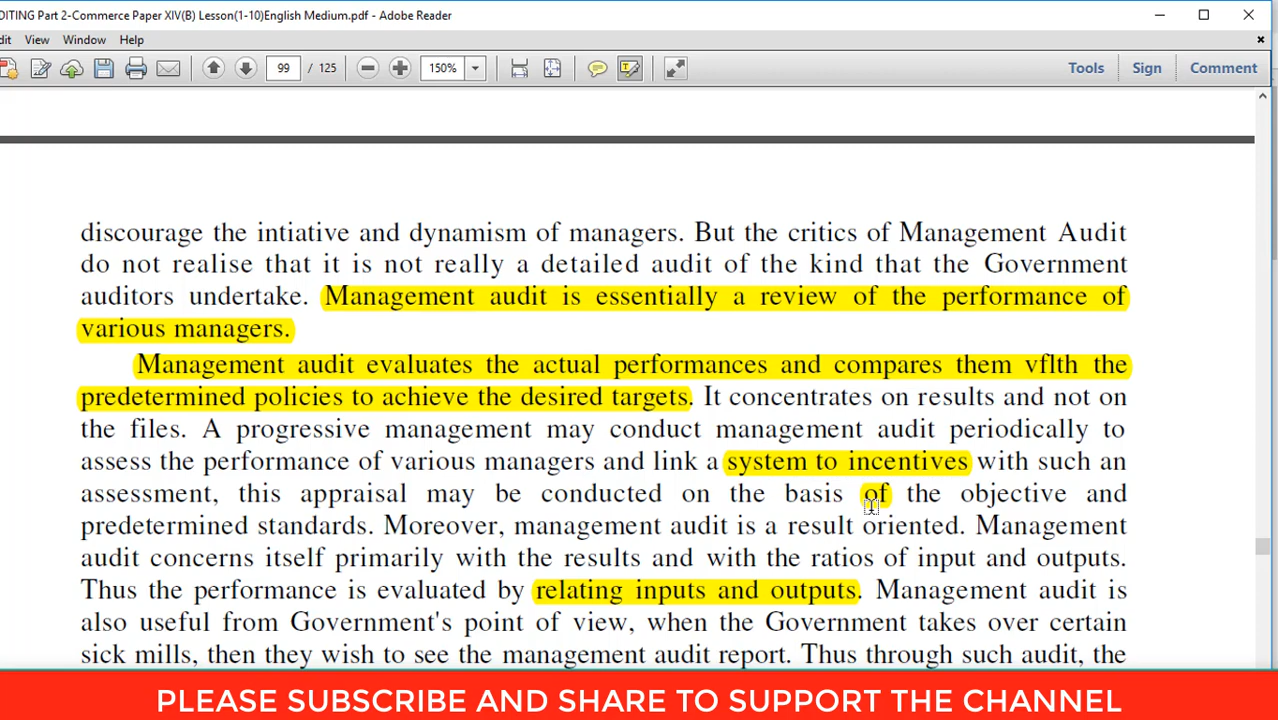 DITING Part 2-Commerce Paper XIV(B) Lesson(1-10)English Medium.pdf - Adobe Reader
dit View Window Help
99 / 125 150% Tools Sign Comment
discourage the intiative and dynamism of managers. But the critics of Management Audit
do not realise that it is not really a detailed audit of the kind that the Government
auditors undertake. Management audit is essentially a review of the performance of
various managers.
Management audit evaluates the actual performances and compares them vflth the
predetermined policies to achieve the desired targets. It concentrates on results and not on
the files. A progressive management may conduct management audit periodically to
assess the performance of various managers and link a system to incentives with such an
assessment, this appraisal may be conducted on the basis of the objective and
predetermined standards. Moreover, management audit is a result oriented. Management
audit concerns itself primarily with the results and with the ratios of input and outputs.
Thus the performance is evaluated by relating inputs and outputs. Management audit is
also useful from Government's point of view, when the Government takes over certain
sick mills, then they wish to see the management audit report. Thus through such audit, the
PLEASE SUBSCRIBE AND SHARE TO SUPPORT THE CHANNEL